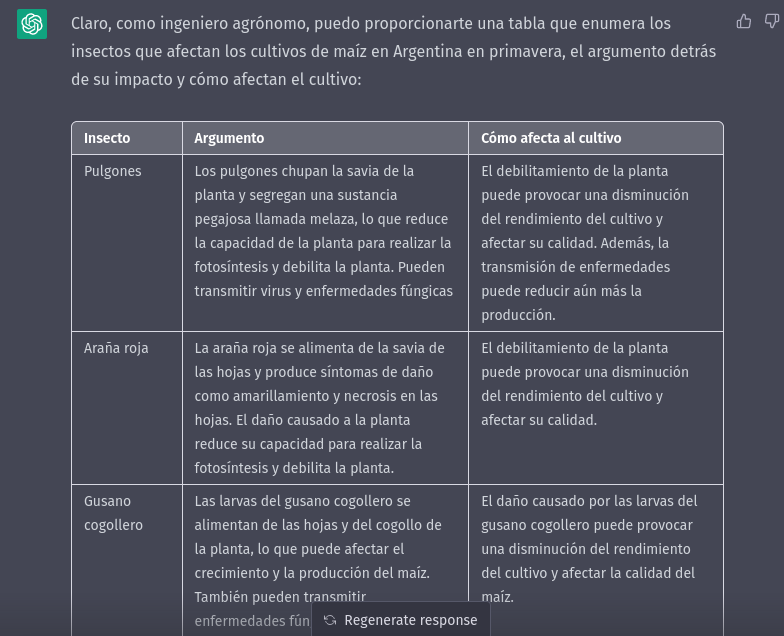 Claro, como ingeniero agrónomo, puedo proporcionarte una tabla que enumera los
insectos que afectan los cultivos de maíz en Argentina en primavera, el argumento detrás
de su impacto y cómo afectan el cultivo:
Insecto
Argumento
Cómo afecta al cultivo
Pulgones
Los pulgones chupan la savia de la
planta y segregan una sustancia
pegajosa llamada melaza, lo que reduce
la capacidad de la planta para realizar la
fotosíntesis y debilita la planta. Pueden
transmitir virus y enfermedades fúngicas
El debilitamiento de la planta
puede provocar una disminución
del rendimiento del cultivo y
afectar su calidad. Además, la
transmisión de enfermedades
puede reducir aún más la
producción.
Araña roja
La araña roja se alimenta de la savia de
las hojas y produce síntomas de daño
como amarillamiento y necrosis en las
hojas. El daño causado a la planta
reduce su capacidad para realizar la
fotosíntesis y debilita la planta.
El debilitamiento de la planta
puede provocar una disminución
del rendimiento del cultivo y
afectar su calidad.
Gusano
cogollero
Las larvas del gusano cogollero se
alimentan de las hojas y del cogollo de
la planta, lo que puede afectar el
crecimiento y la producción del maíz.
También pueden transmitir
enfermedades fún
El daño causado por las larvas del
gusano cogollero puede provocar
una disminución del rendimiento
del cultivo y afectar la calidad del
maíz.
Regenerate response